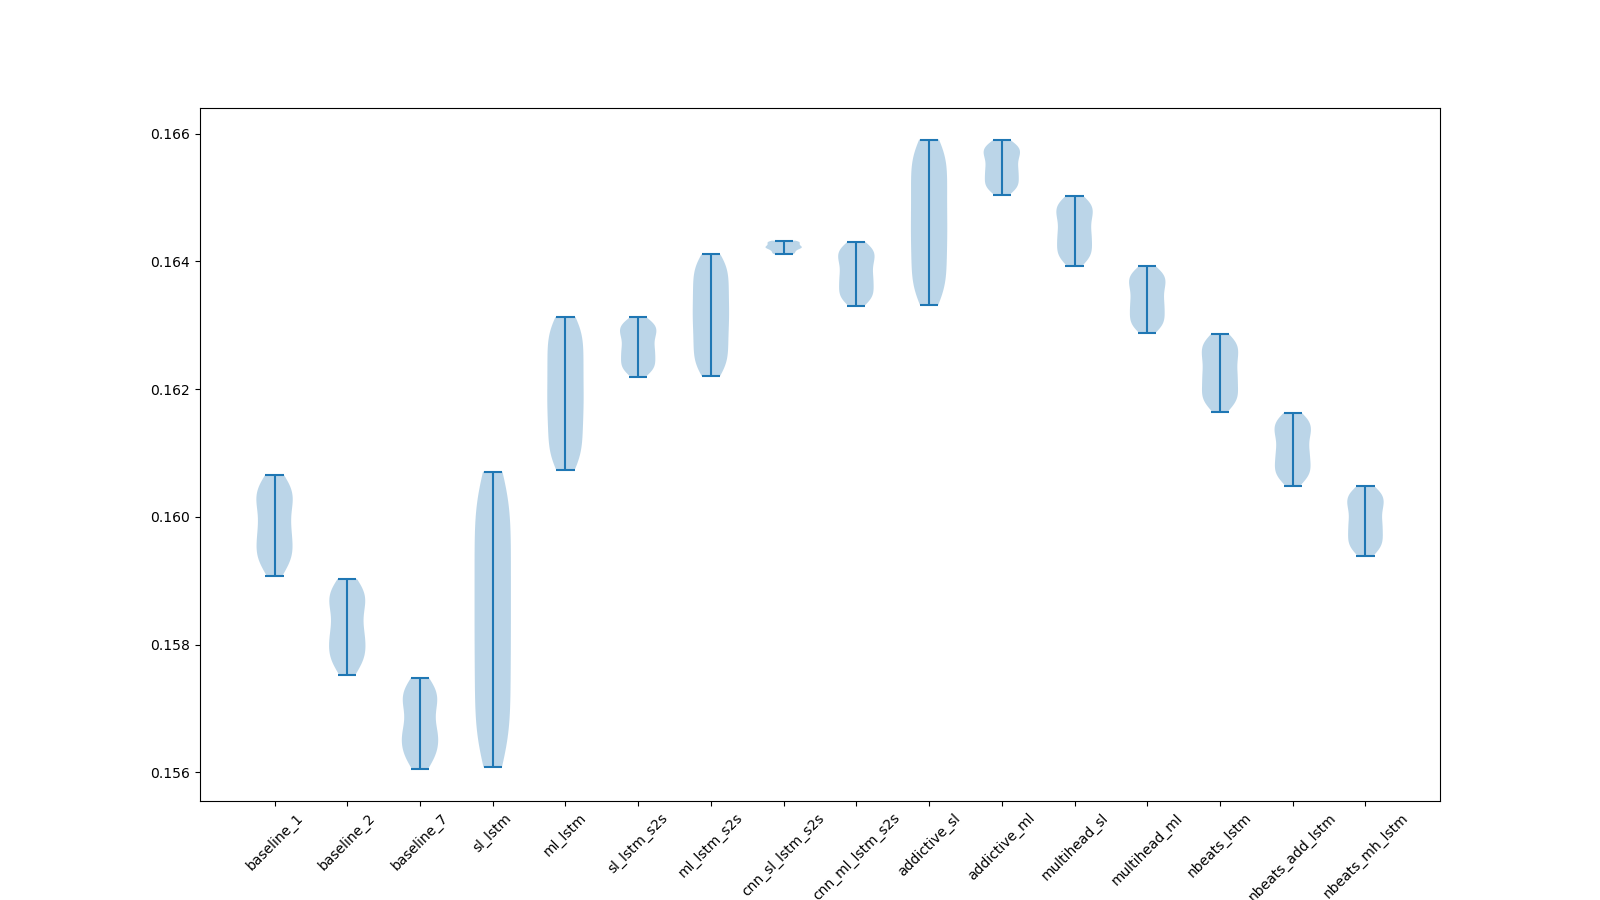 0.166
0.164
0.162
0.160
0.158
0.156
baseline_1
baseline_2
baseline_7
sl_lstm
ml_lstm
sl_lstm_s2s
ml_lstm_s2s
cnn_sl_lstm_s2s
cnn_ml_lstm_s2s
addictive_sl
addictive_ml
multihead_sl
multihead_ml
nbeats_lstm
nbeats_add_lstm
nbeats_mh_lstm